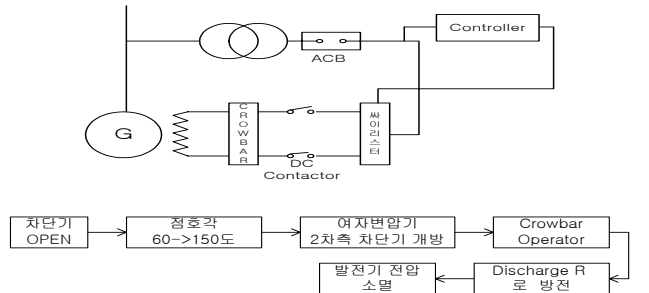 Controller
ACB
G
CROWBAR
싸이리스터
DC
Contactor
차단기
OPEN
점호각
60->150도
여자변압기
2차측 차단기 개방
Crowbar
Operator
발전기 전압
소멸
Discharge R
로 방전